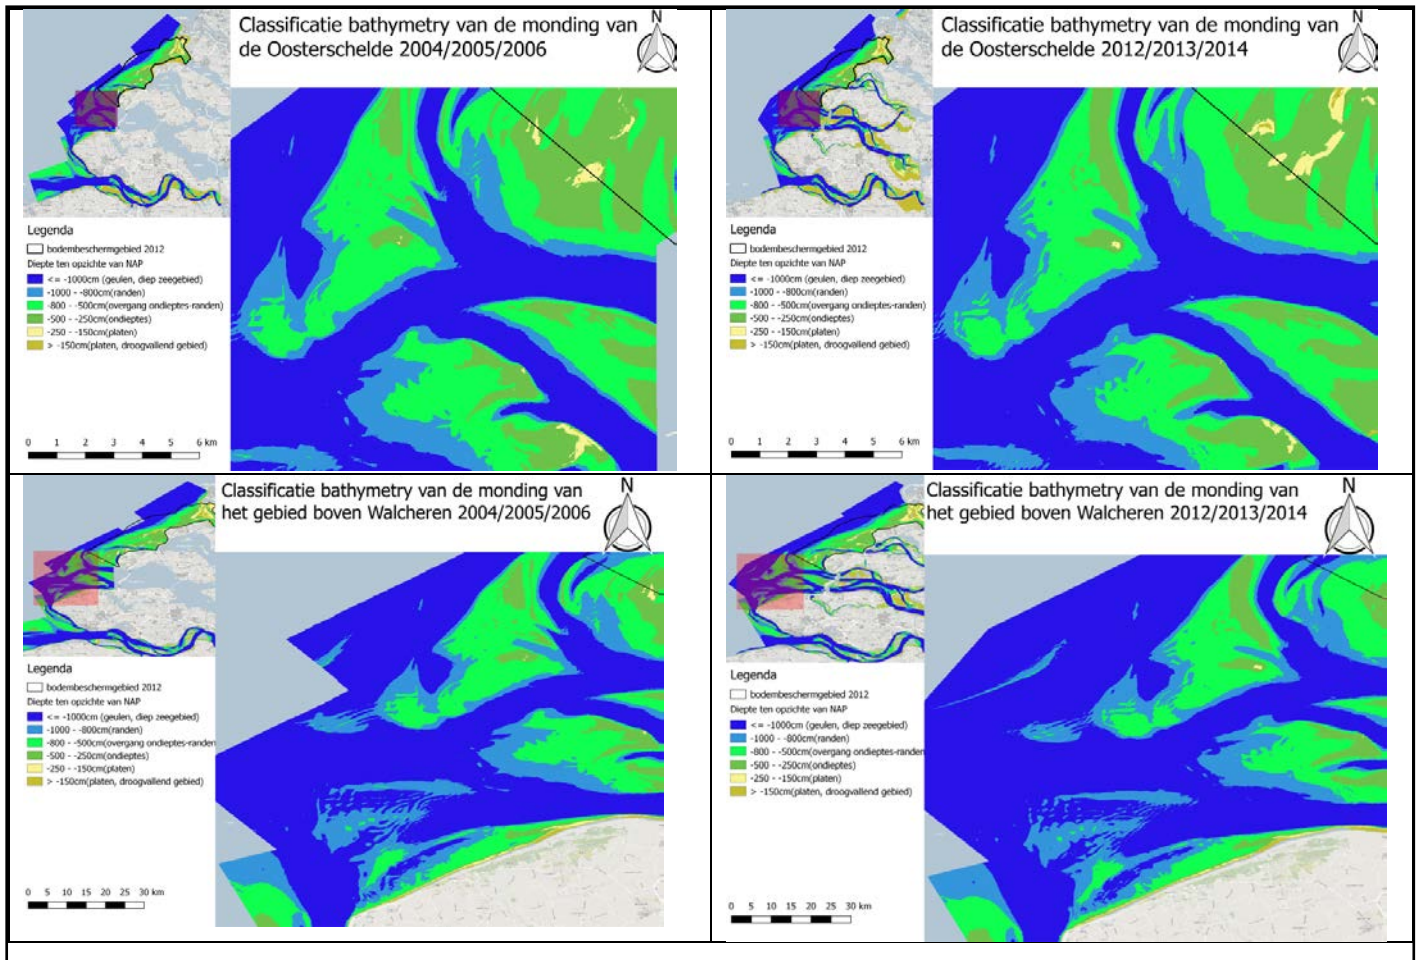 Classificatie bathymetry van de monding van
de Oosterschelde 2004/2005/2006
N
Legenda
bodembeschermgebied 2012
Diepte ten opzichte van NAP
<= -1000cm (geulen, diep zeegebied)
-1000 - -800cm(randen)
-800 - -500cm(overgang ondieptes-randen)
-500 - -250cm(ondieptes)
-250 - -150cm(platen)
> -150cm(platen, droogvallend gebied)
0 1 2 3 4 5 6 km
Classificatie bathymetry van de monding van
de Oosterschelde 2012/2013/2014
N
Legenda
bodembeschermgebied 2012
Diepte ten opzichte van NAP
<= -1000cm (geulen, diep zeegebied)
-1000 - -800cm(randen)
-800 - -500cm(overgang ondieptes-randen)
-500 - -250cm(ondieptes)
-250 - -150cm(platen)
> -150cm(platen, droogvallend gebied)
0 1 2 3 4 5 6 km
Classificatie bathymetry van de monding van
het gebied boven Walcheren 2004/2005/2006
N
Legenda
bodembeschermgebied 2012
Diepte ten opzichte van NAP
<= -1000cm (geulen, diep zeegebied)
-1000 - -800cm(randen)
-800 - -500cm(overgang ondieptes-randen
-500 - -250cm(ondieptes)
-250 - -150cm(platen)
> -150cm(platen, droogvallend gebied)
0 5 10 15 20 25 30 km
Classificatie bathymetry van de monding van
het gebied boven Walcheren 2012/2013/2014
N
Legenda
bodembeschermgebied 2012
Diepte ten opzichte van NAP
<= -1000cm (geulen, diep zeegebied)
-1000 - -800cm(randen)
-800 - -500cm(overgang ondieptes-randen
-500 - -250cm(ondieptes)
-250 - -150cm(platen)
> -150cm(platen, droogvallend gebied)
0 5 10 15 20 25 30 km